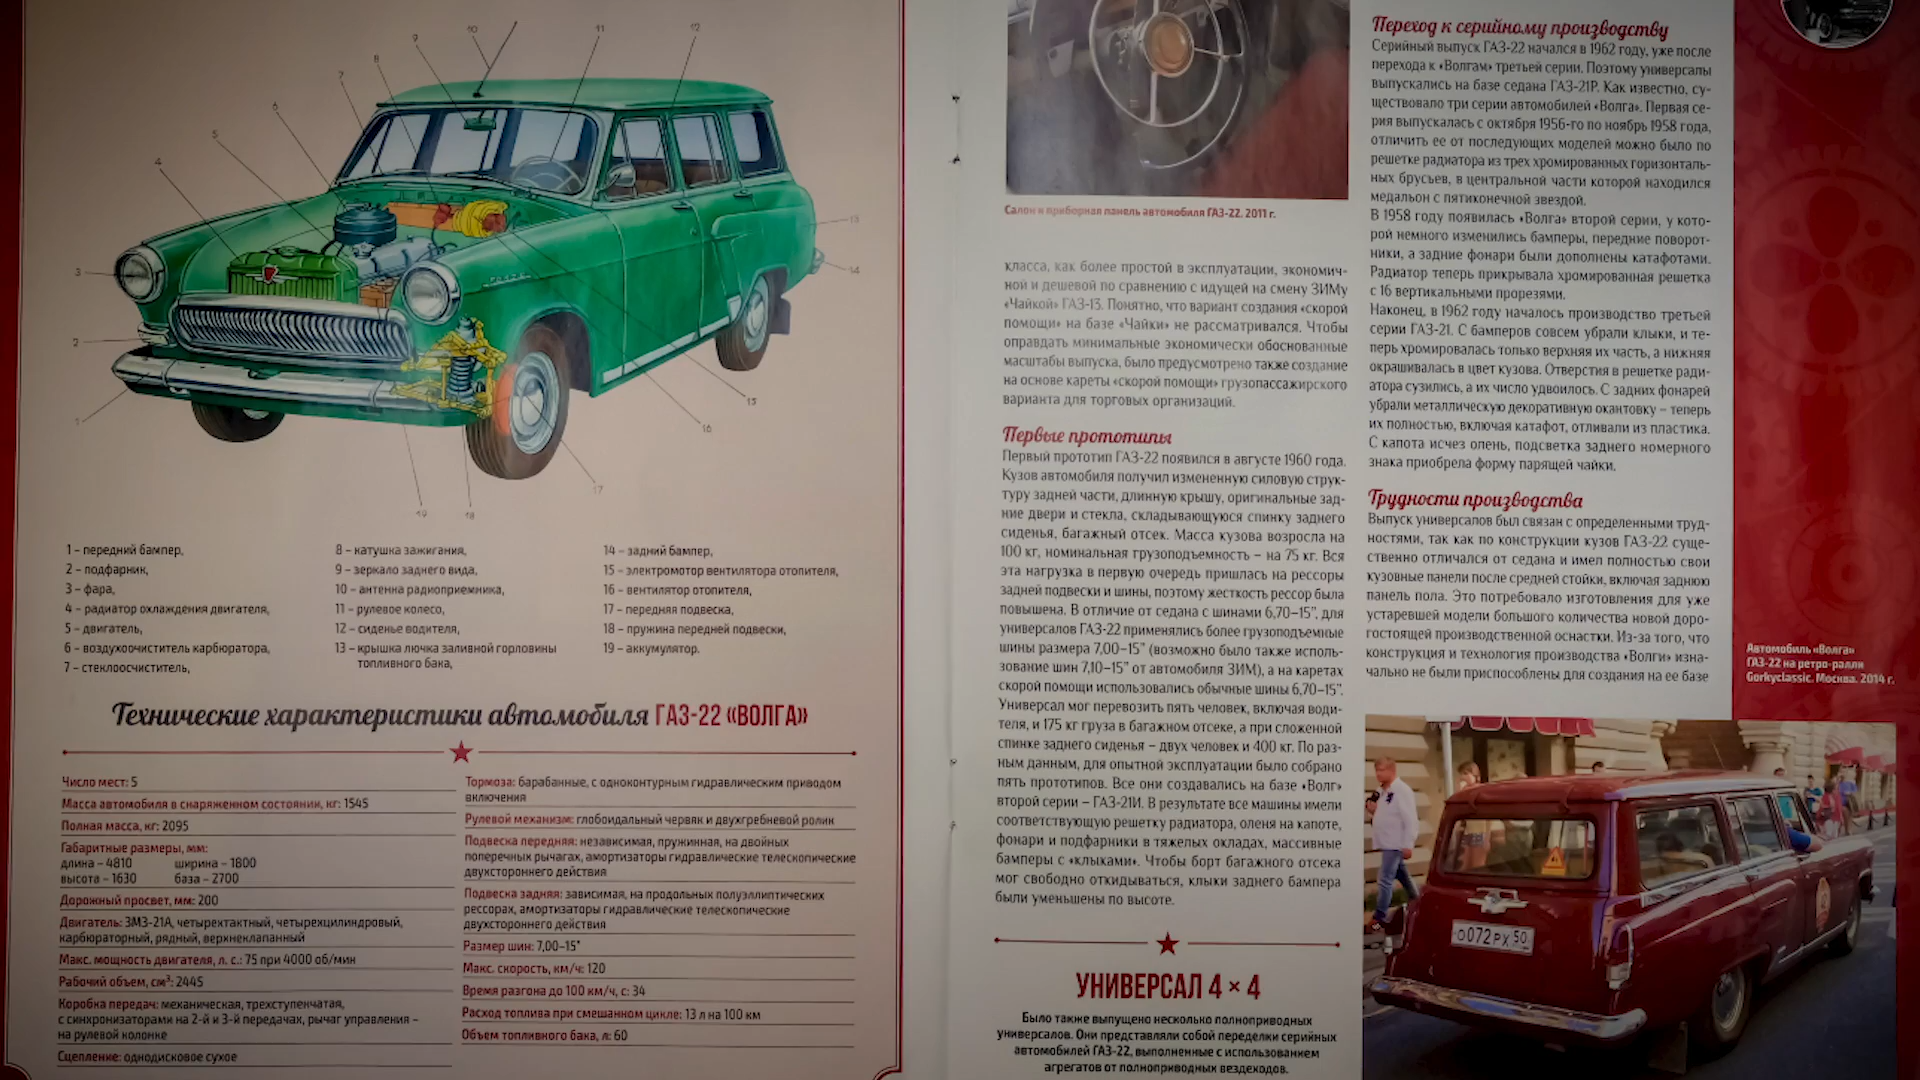 10
11
12
9
8
7
6
5
4
3
2
1
15
14
13
16
17
18
19
1 – передний бампер,
2 – подфарник,
3 – фара,
4 – радиатор охлаждения двигателя,
5 – двигатель,
6 – воздухоочиститель карбюратора,
7 – стеклоочиститель,
8 – катушка зажигания,
9 – зеркало заднего вида,
10 – антенна радиоприемника,
11 – рулевое колесо,
12 – сиденье водителя,
13 – крышка лючка заливной горловины
топливного бака,
14 – задний бампер,
15 – электромотор вентилятора отопителя,
16 – вентилятор отопителя,
17 – передняя подвеска,
18 – пружина передней подвески,
19 – аккумулятор.
Технические характеристики автомобиля ГАЗ-22 «ВОЛГА»
Число мест: 5
Масса автомобиля в снаряженном состоянии, кг: 1545
Полная масса, кг: 2095
Габаритные размеры, мм:
длина – 4810 ширина – 1800
высота – 1630 база – 2700
Дорожный просвет, мм: 200
Двигатель: ЗМЗ-21А, четырехтактный, четырехцилиндровый,
карбюраторный, рядный, верхнеклапанный
Макс. мощность двигателя, л. с.: 75 при 4000 об/мин
Рабочий объем, см³: 2445
Коробка передач: механическая, трехступенчатая,
с синхронизаторами на 2-й и 3-й передачах, рычаг управления –
на рулевой колонке
Сцепление: однодисковое сухое
Тормоза: барабанные, с одноконтурным гидравлическим приводом
включения
Рулевой механизм: глобоидальный червяк и двухгребневой ролик
Подвеска передняя: независимая, пружинная, на двойных
поперечных рычагах, амортизаторы гидравлические телескопические
двухстороннего действия
Подвеска задняя: зависимая, на продольных полуэллиптических
рессорах, амортизаторы гидравлические телескопические
двухстороннего действия
Размер шин: 7,00–15"
Макс. скорость, км/ч: 120
Время разгона до 100 км/ч, с: 34
Расход топлива при смешанном цикле: 13 л на 100 км
Объем топливного бака, л: 60
Салон и приборная панель автомобиля ГАЗ-22. 2011 г.
класса, как более простой в эксплуатации, экономич-
ной и дешевой по сравнению с идущей на смену ЗИМу
«Чайкой» ГАЗ-13. Понятно, что вариант создания «скорой
помощи» на базе «Чайки» не рассматривался. Чтобы
оправдать минимальные экономически обоснованные
масштабы выпуска, было предусмотрено также создание
на основе кареты «скорой помощи» грузопассажирского
варианта для торговых организаций.
Первые прототипы
Первый прототип ГАЗ-22 появился в августе 1960 года.
Кузов автомобиля получил измененную силовую струк-
туру задней части, длинную крышу, оригинальные зад-
ние двери и стекла, складывающуюся спинку заднего
сиденья, багажный отсек. Масса кузова возросла на
100 кг, номинальная грузоподъемность – на 75 кг. Вся
эта нагрузка в первую очередь пришлась на рессоры
задней подвески и шины, поэтому жесткость рессор была
повышена. В отличие от седана с шинами 6,70–15", для
универсалов ГАЗ-22 применялись более грузоподъемные
шины размера 7,00–15" (возможно было также исполь-
зование шин 7,10–15" от автомобиля ЗИМ), а на каретах
скорой помощи использовались обычные шины 6,70–15".
Универсал мог перевозить пять человек, включая води-
теля, и 175 кг груза в багажном отсеке, а при сложенной
спинке заднего сиденья – двух человек и 400 кг. По раз-
ным данным, для опытной эксплуатации было собрано
пять прототипов. Все они создавались на базе «Волг»
второй серии – ГАЗ-21И. В результате все машины имели
соответствующую решетку радиатора, оленя на капоте,
фонари и подфарники в тяжелых окладах, массивные
бамперы с «клыками». Чтобы борт багажного отсека
мог свободно откидываться, клыки заднего бампера
были уменьшены по высоте.
УНИВЕРСАЛ 4 × 4
Было также выпущено несколько полноприводных
универсалов. Они представляли собой переделки серийных
автомобилей ГАЗ-22, выполненные с использованием
агрегатов от полноприводных вездеходов.
Переход к серийному производству
Серийный выпуск ГАЗ-22 начался в 1962 году, уже после
перехода к «Волгам» третьей серии. Поэтому универсалы
выпускались на базе седана ГАЗ-21Р. Как известно, су-
ществовало три серии автомобилей «Волга». Первая се-
рия выпускалась с октября 1956-го по ноябрь 1958 года,
отличить ее от последующих моделей можно было по
решетке радиатора из трех хромированных горизонталь-
ных брусьев, в центральной части которой находился
медальон с пятиконечной звездой.
В 1958 году появилась «Волга» второй серии, у кото-
рой немного изменились бамперы, передние поворот-
ники, а задние фонари были дополнены катафотами.
Радиатор теперь прикрывала хромированная решетка
с 16 вертикальными прорезями.
Наконец, в 1962 году началось производство третьей
серии ГАЗ-21. С бамперов совсем убрали клыки, и те-
перь хромировалась только верхняя их часть, а нижняя
окрашивалась в цвет кузова. Отверстия в решетке ради-
атора сузились, а их число удвоилось. С задних фонарей
убрали металлическую декоративную окантовку – теперь
их полностью, включая катафот, отливали из пластика.
С капота исчез олень, подсветка заднего номерного
знака приобрела форму парящей чайки.
Трудности производства
Выпуск универсалов был связан с определенными труд-
ностями, так как по конструкции кузов ГАЗ-22 суще-
ственно отличался от седана и имел полностью свои
кузовные панели после средней стойки, включая заднюю
панель пола. Это потребовало изготовления для уже
устаревшей модели большого количества новой доро-
гостоящей производственной оснастки. Из-за того, что
конструкция и технология производства «Волги» изна-
чально не были приспособлены для создания на ее базе
Автомобиль «Волга»
ГАЗ-22 на ретро-ралли
Gorkyclassic. Москва. 2014 г.
о072рх 50